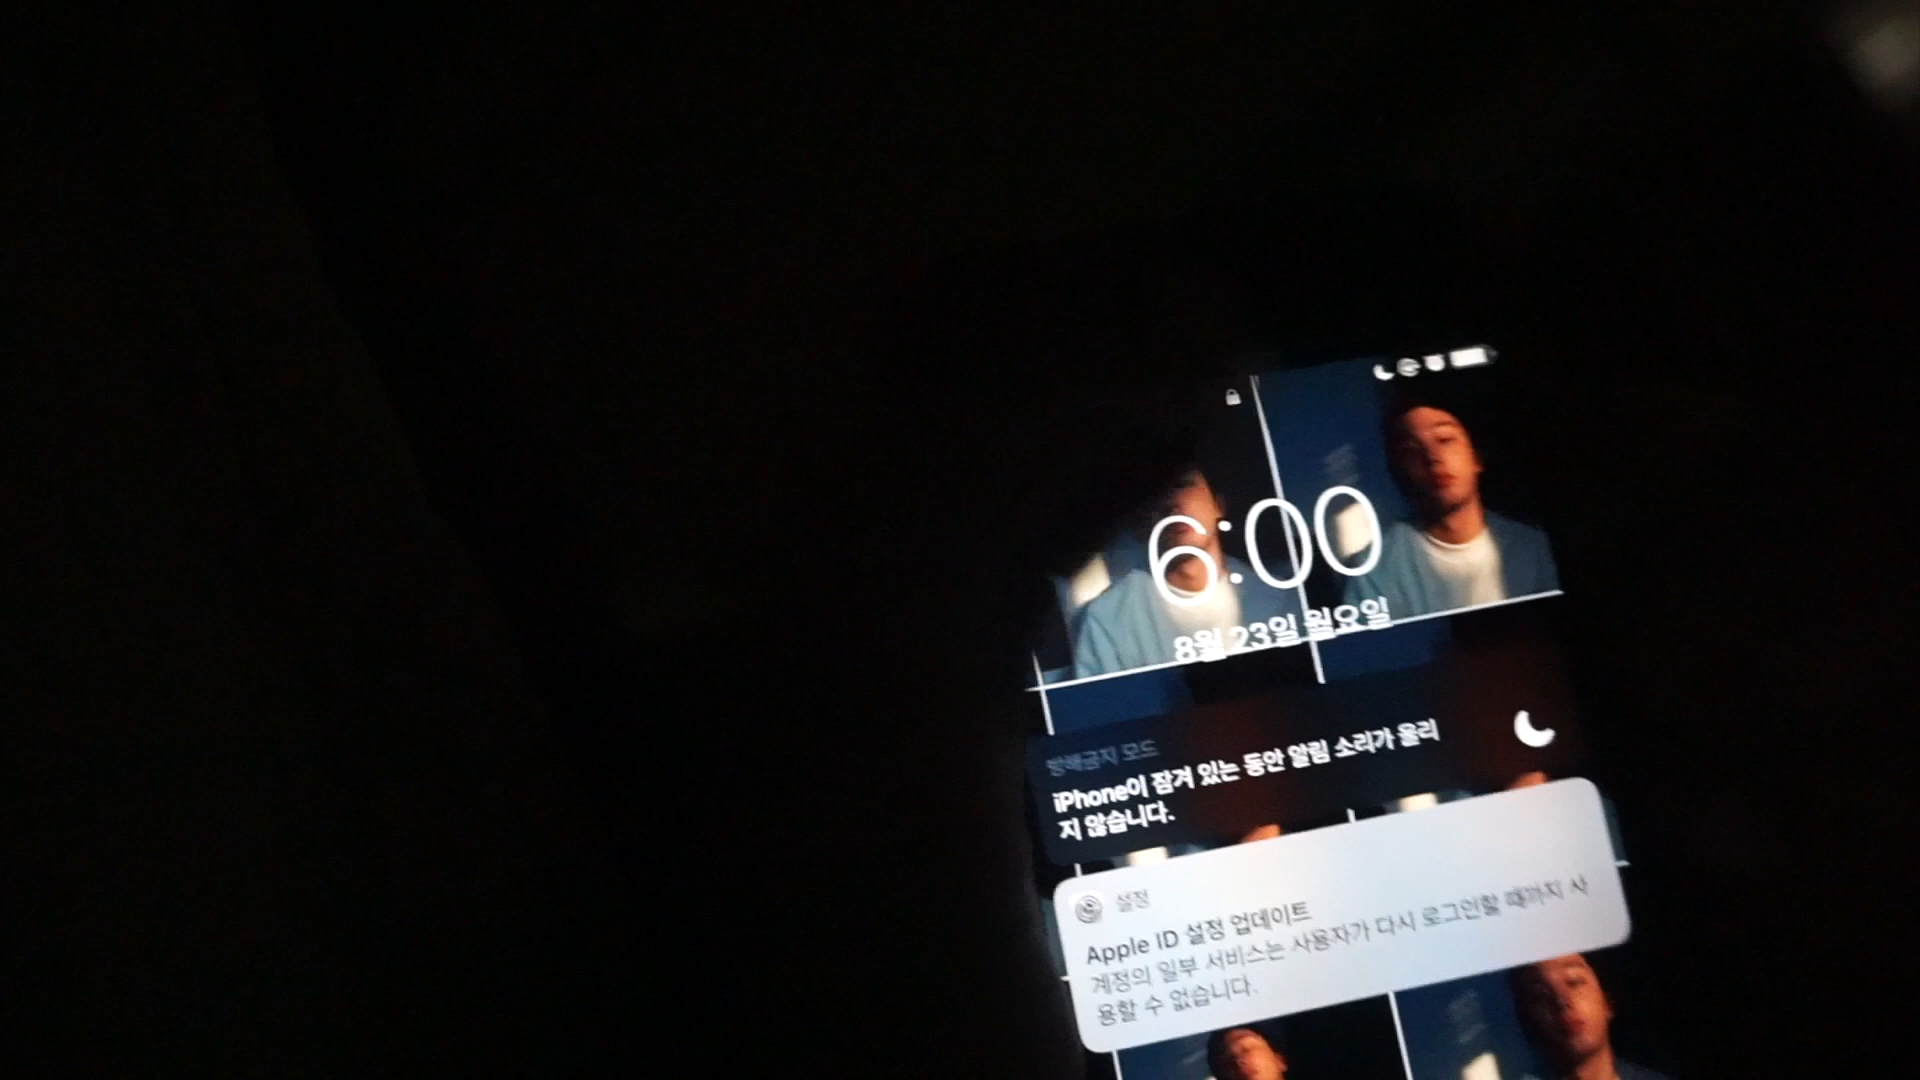 6:00
8월 23일 월요일
방해금지 모드
iPhone이 잠겨 있는 동안 알림 소리가 울리
지 않습니다.
설정
Apple ID 설정 업데이트
계정의 일부 서비스는 사용자가 다시 로그인할 때까지 사
용할 수 없습니다.